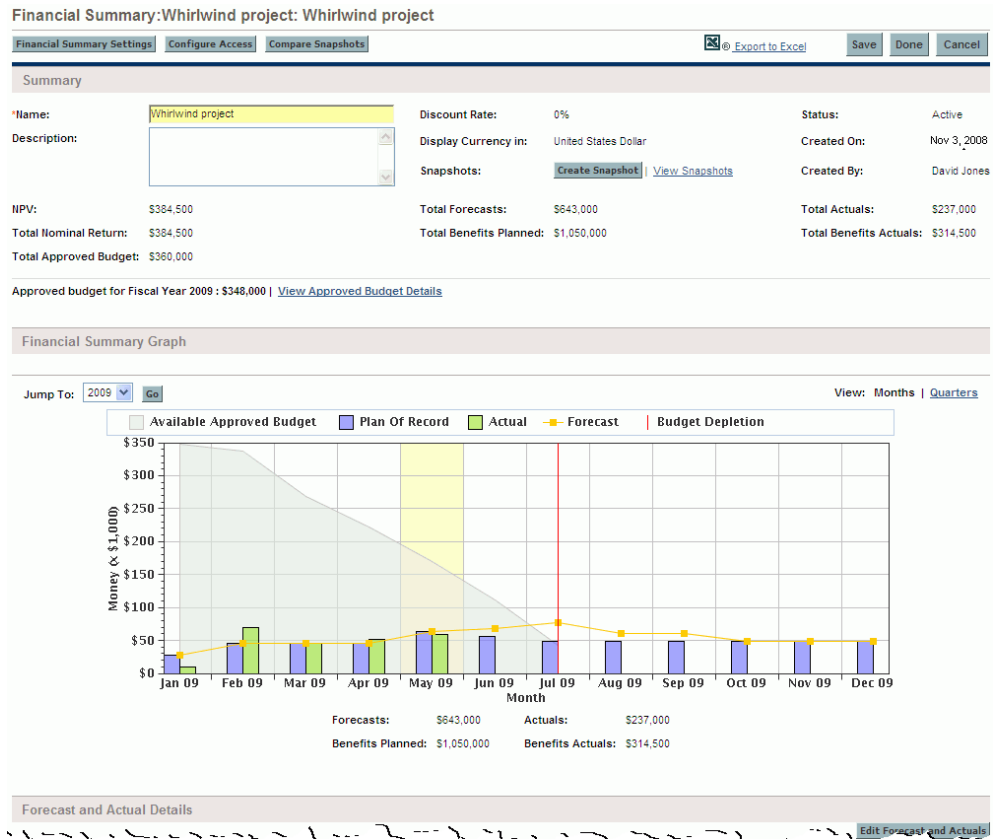 Financial Summary:Whirlwind project: Whirlwind project
Financial Summary Settings Configure Access Compare Snapshots ® Export to Excel Save Done Cancel
Summary
*Name: Whirlwind project Discount Rate: 0% Status: Active
Description: Display Currency in: United States Dollar Created On: Nov 3, 2008
Snapshots: Create Snapshot | View Snapshots Created By: David Jones
NPV: $384,500 Total Forecasts: $643,000 Total Actuals: $237,000
Total Nominal Return: $384,500 Total Benefits Planned: $1,050,000 Total Benefits Actuals: $314,500
Total Approved Budget: $360,000
Approved budget for Fiscal Year 2009 : $348,000 | View Approved Budget Details
Financial Summary Graph
Jump To: 2009 Go View: Months | Quarters
Available Approved Budget Plan Of Record Actual Forecast Budget Depletion
Money (x $1,000)
$350
$300
$250
$200
$150
$100
$50
$0
Jan 09 Feb 09 Mar 09 Apr 09 May 09 Jun 09 Jul 09 Aug 09 Sep 09 Oct 09 Nov 09 Dec 09
Month
Forecasts: $643,000 Actuals: $237,000
Benefits Planned: $1,050,000 Benefits Actuals: $314,500
Forecast and Actual Details
Edit Forecast and Actuals